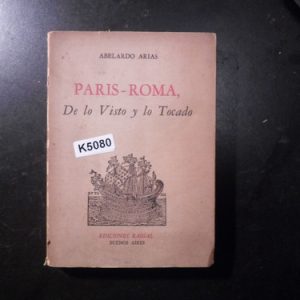 ABELARDO ARIAS
PARIS-ROMA,
De lo Visto y lo Tocado
K5080
EDICIONES RAIGAL
BUENOS AIRES